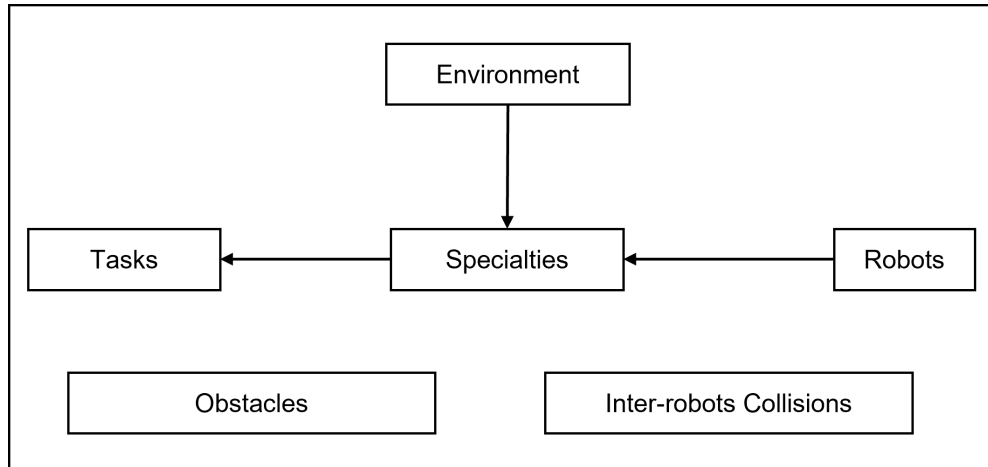 Environment
Tasks
Specialties
Robots
Obstacles
Inter-robots Collisions